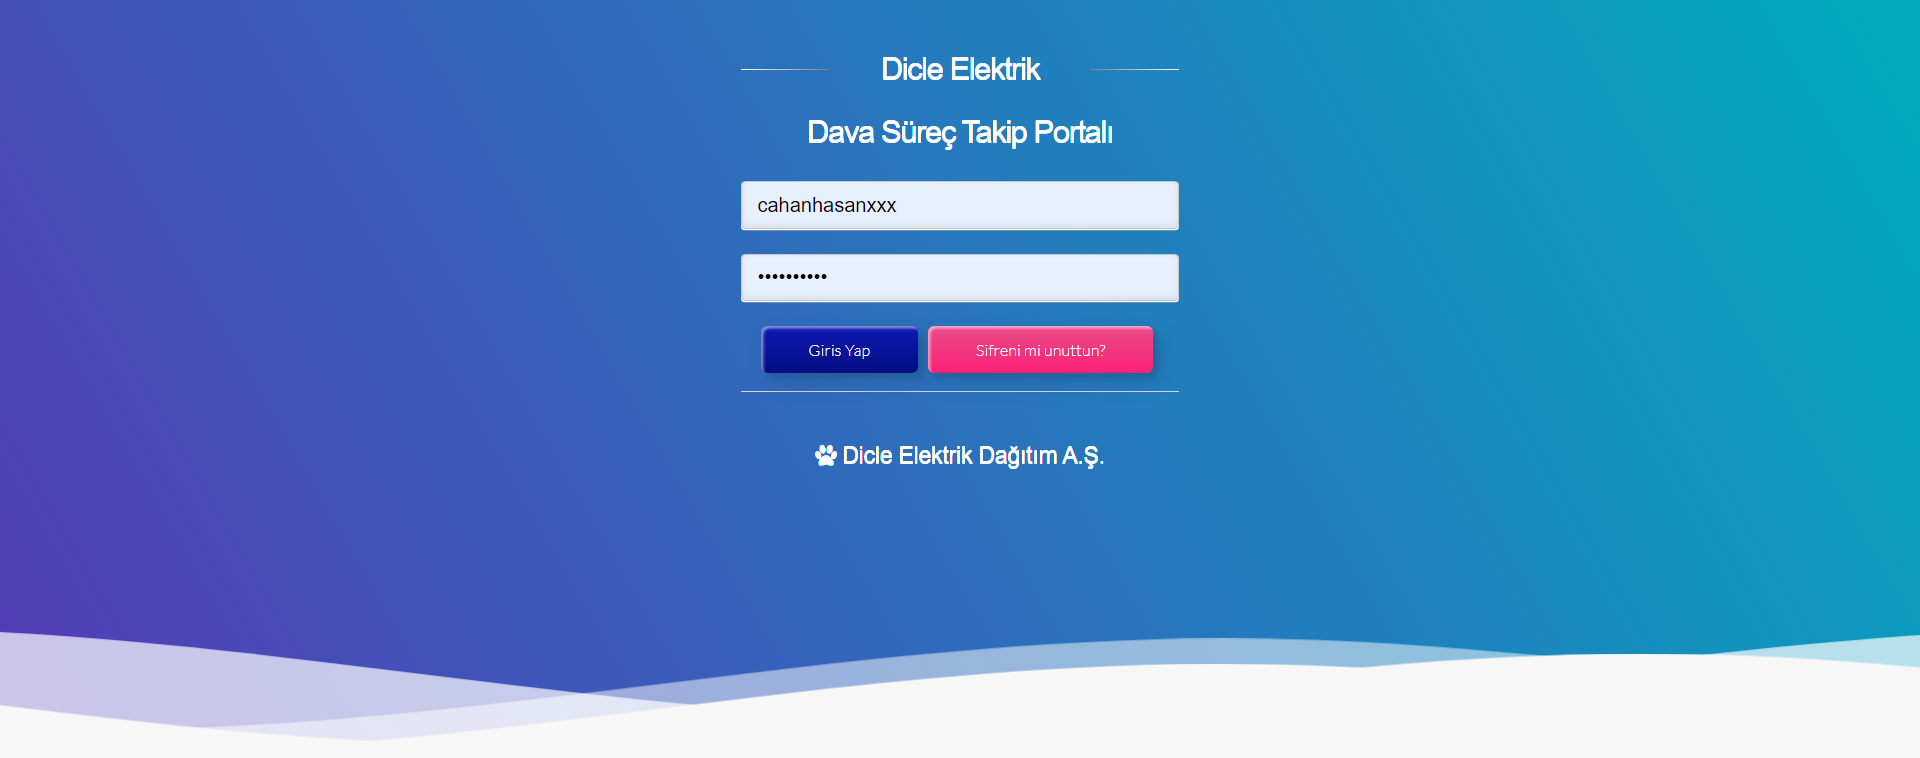 Dicle Elektrik
Dava Süreç Takip Portalı
cahanhasanxxx
••••••••••
Giris Yap
Sifreni mi unuttun?
Dicle Elektrik Dağıtım A.Ş.